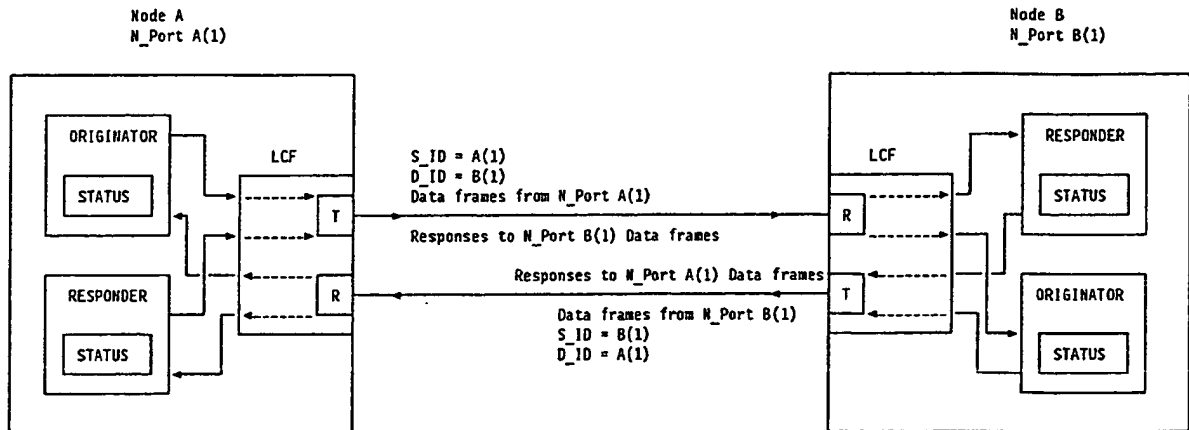 Node A
N_Port A(1)
Node B
N_Port B(1)
ORIGINATOR
STATUS
LCF
T
R
RESPONDER
STATUS
S_ID = A(1)
D_ID = B(1)
Data frames from N_Port A(1)
Responses to N_Port B(1) Data frames
Responses to N_Port A(1) Data frames
Data frames from N_Port B(1)
S_ID = B(1)
D_ID = A(1)
LCF
R
T
RESPONDER
STATUS
ORIGINATOR
STATUS